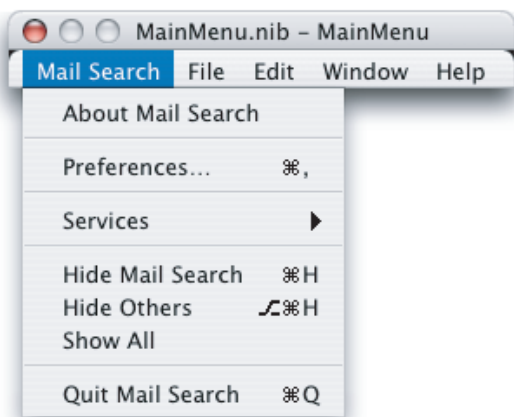 MainMenu.nib – MainMenu
Mail Search File Edit Window Help
About Mail Search
Preferences... ⌘,
Services
Hide Mail Search ⌘H
Hide Others ⌥⌘H
Show All
Quit Mail Search ⌘Q